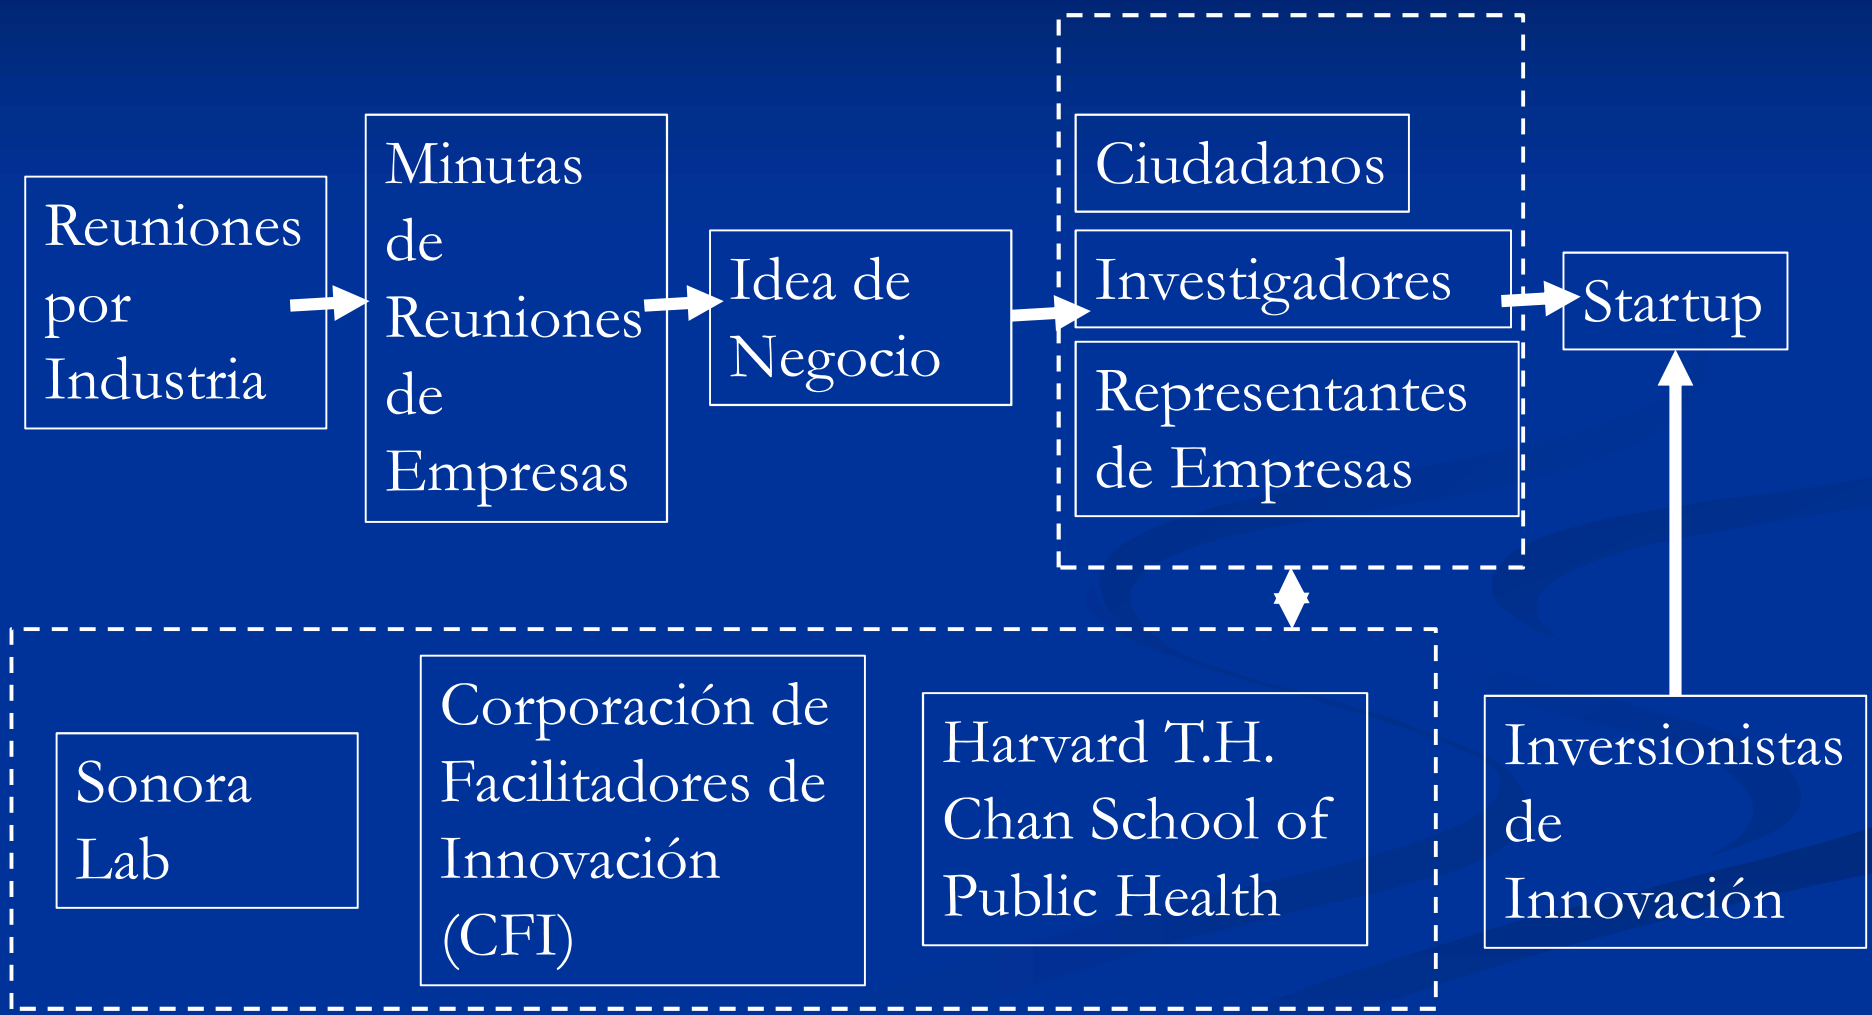 Reuniones
por
Industria
Minutas
de
Reuniones
de
Empresas
Idea de
Negocio
Ciudadanos
Investigadores
Representantes
de Empresas
Startup
Sonora
Lab
Corporación de
Facilitadores de
Innovación
(CFI)
Harvard T.H.
Chan School of
Public Health
Inversionistas
de
Innovación